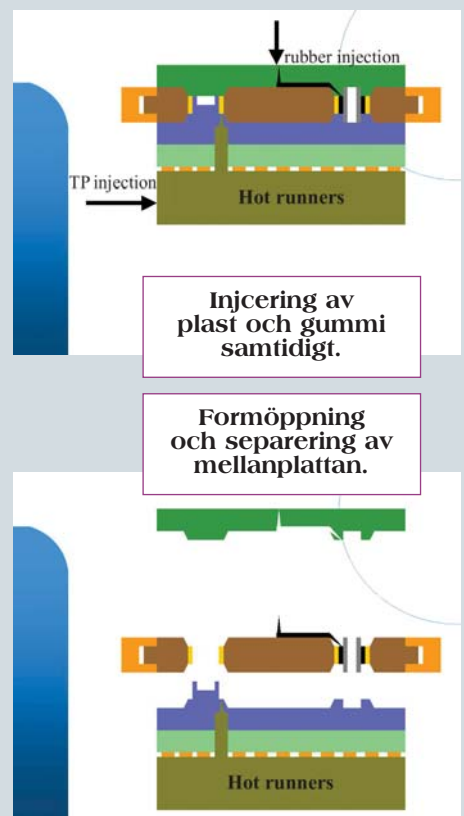 rubber injection
TP injection
Hot runners
Injcering av
plast och gummi
samtidigt.
Formöppning
och separering av
mellanplattan.
Hot runners